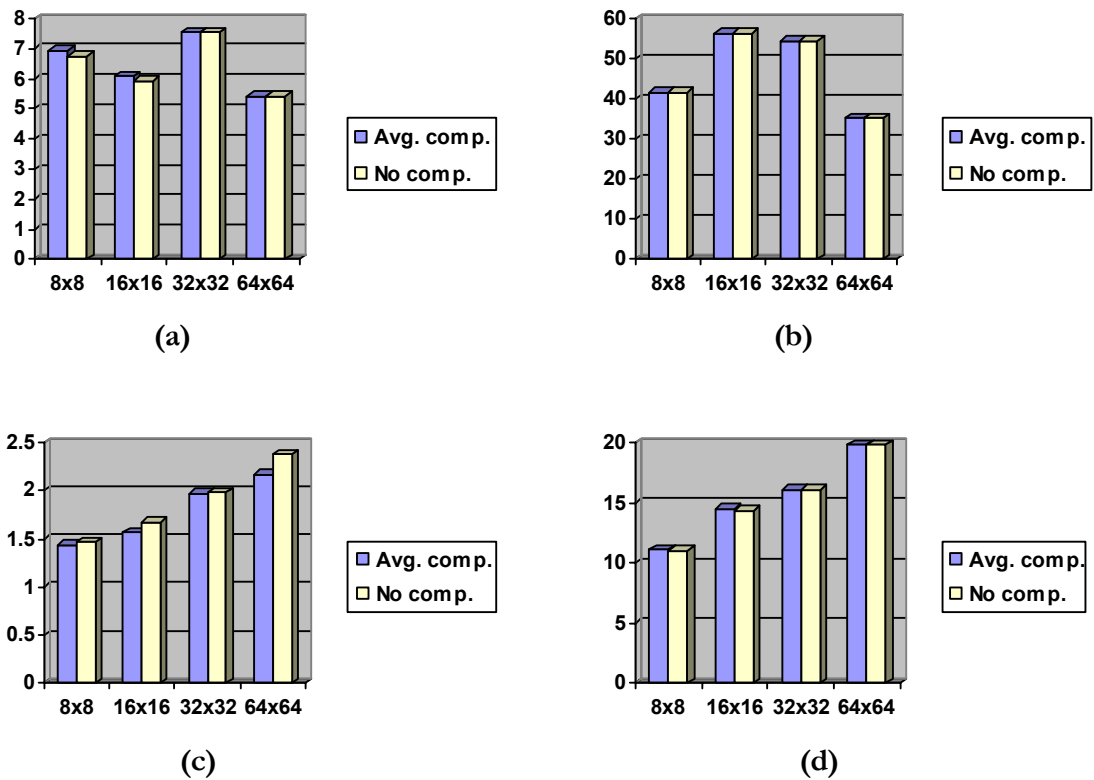 8
7
6
5
4
3
2
1
0
8x8 16x16 32x32 64x64
Avg. comp.
No comp.
(a)
60
50
40
30
20
10
0
8x8 16x16 32x32 64x64
Avg. comp.
No comp.
(b)
2.5
2
1.5
1
0.5
0
8x8 16x16 32x32 64x64
Avg. comp.
No comp.
(c)
20
15
10
5
0
8x8 16x16 32x32 64x64
Avg. comp.
No comp.
(d)